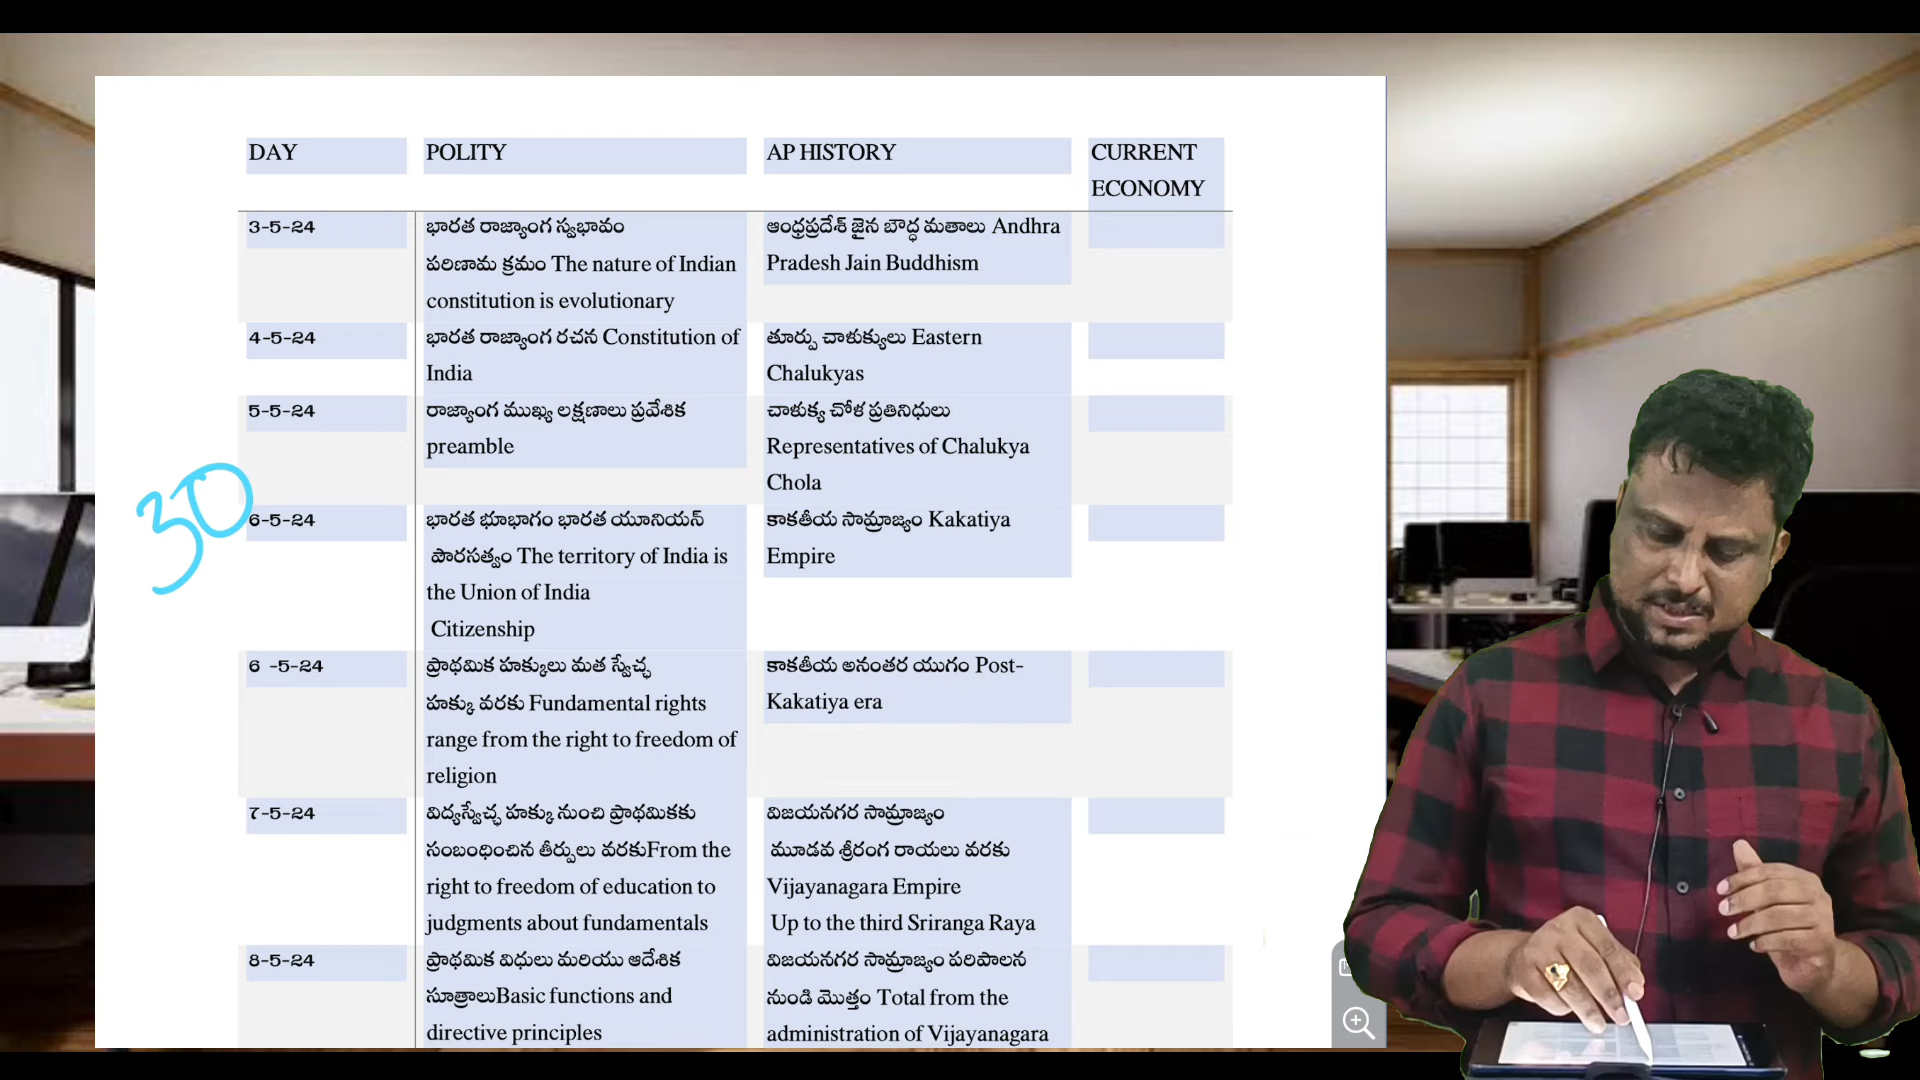 DAY POLITY AP HISTORY CURRENT
ECONOMY
3-5-24 భారత రాజ్యాంగ స్వభావం ఆంధ్రప్రదేశ్ జైన బౌద్ధ మతాలు Andhra
పరిణామ క్రమం The nature of Indian Pradesh Jain Buddhism
constitution is evolutionary
4-5-24 భారత రాజ్యాంగ రచన Constitution of తూర్పు చాళుక్యులు Eastern
India Chalukyas
5-5-24 రాజ్యాంగ ముఖ్య లక్షణాలు ప్రవేశిక చాళుక్య చోళ ప్రతినిధులు
preamble Representatives of Chalukya
Chola
30
6-5-24 భారత భూభాగం భారత యూనియన్ కాకతీయ సామ్రాజ్యం Kakatiya
పౌరసత్వం The territory of India is Empire
the Union of India
Citizenship
6 -5-24 ప్రాథమిక హక్కులు మత స్వేచ్ఛ కాకతీయ అనంతర యుగం Post-
హక్కు వరకు Fundamental rights Kakatiya era
range from the right to freedom of
religion
7-5-24 విద్యస్వేచ్ఛ హక్కు నుంచి ప్రాథమికకు విజయనగర సామ్రాజ్యం
సంబంధించిన తీర్పులు వరకుFrom the మూడవ శ్రీరంగ రాయలు వరకు
right to freedom of education to Vijayanagara Empire
judgments about fundamentals Up to the third Sriranga Raya
8-5-24 ప్రాథమిక విధులు మరియు ఆదేశిక విజయనగర సామ్రాజ్యం పరిపాలన
సూత్రాలుBasic functions and నుండి మొత్తం Total from the
directive principles administration of Vijayanagara